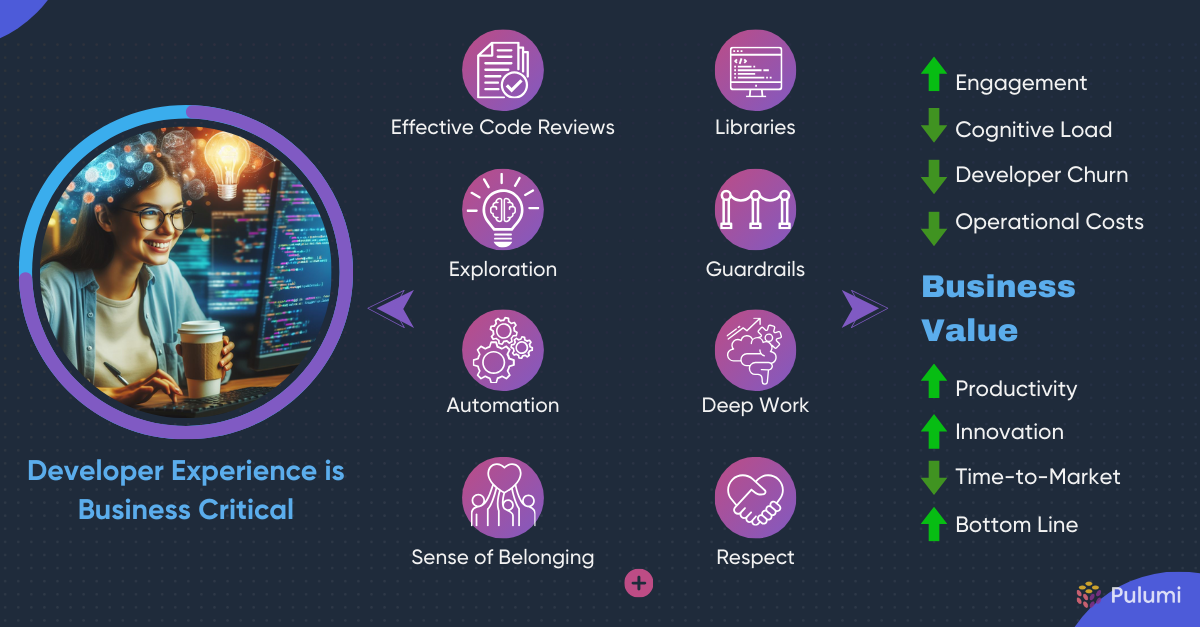 Effective Code Reviews
Libraries
Exploration
Guardrails
Automation
Deep Work
Sense of Belonging
Respect
Developer Experience is
Business Critical
Engagement
Cognitive Load
Developer Churn
Operational Costs
Business
Value
Productivity
Innovation
Time-to-Market
Bottom Line
Pulumi